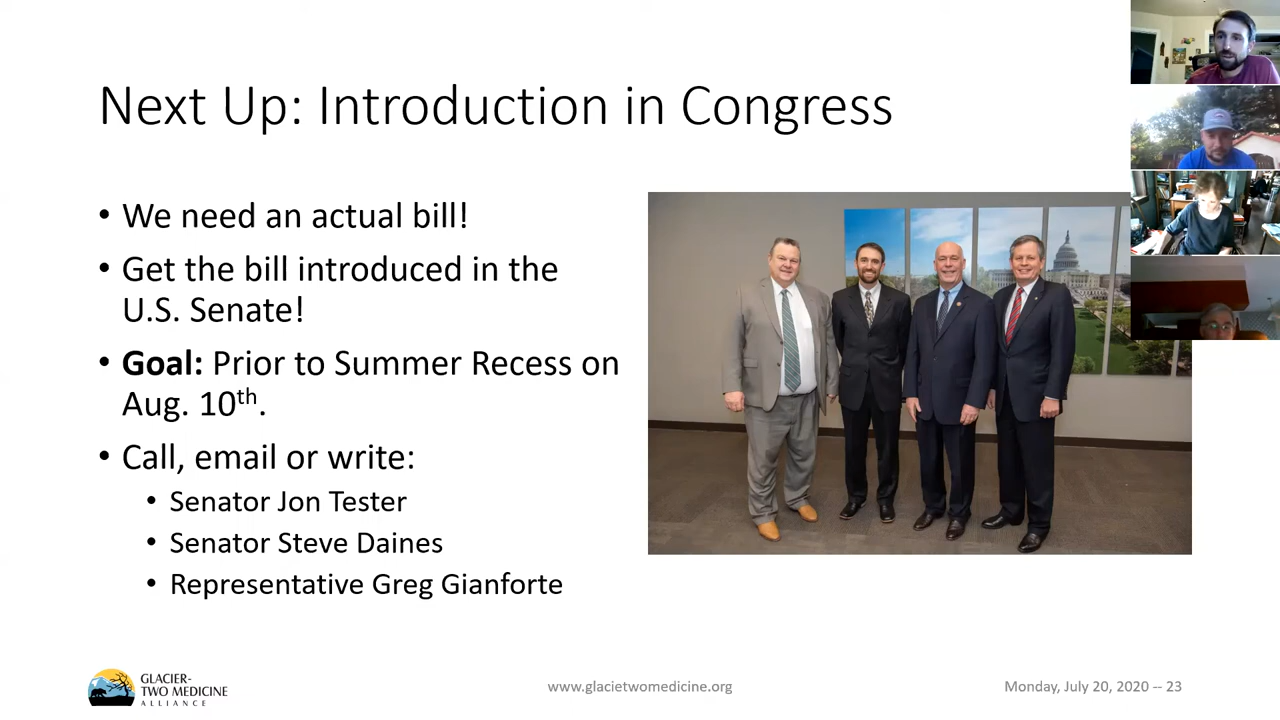 Next Up: Introduction in Congress
• We need an actual bill!
• Get the bill introduced in the
U.S. Senate!
• Goal: Prior to Summer Recess on
Aug. 10th.
• Call, email or write:
• Senator Jon Tester
• Senator Steve Daines
• Representative Greg Gianforte
GLACIER-
TWO MEDICINE
ALLIANCE
www.glacietwomedicine.org
Monday, July 20, 2020 -- 23